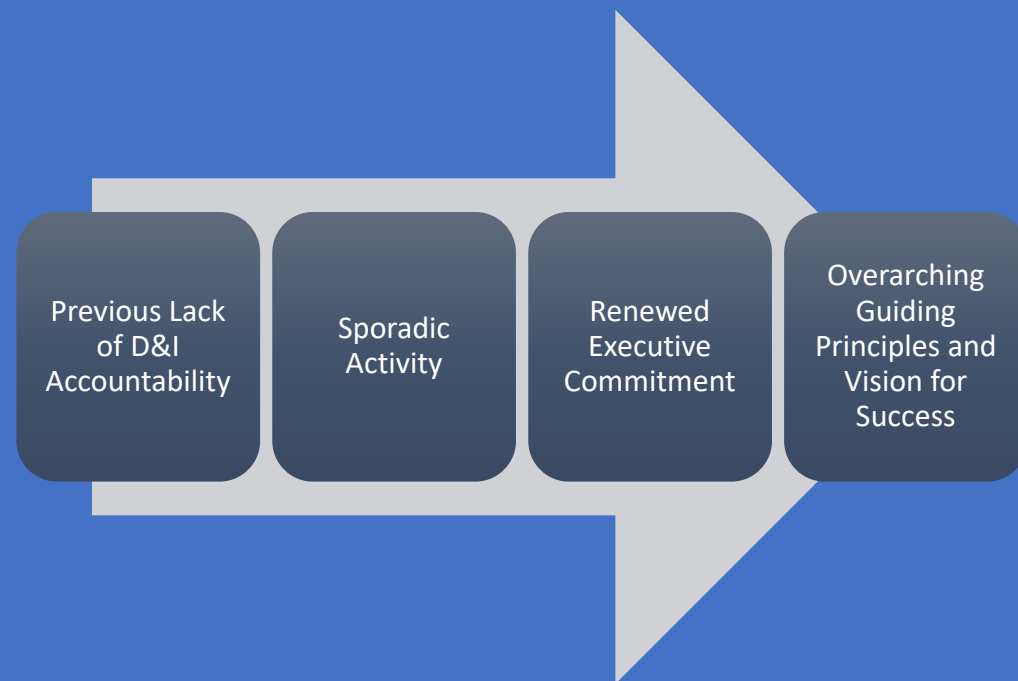 Previous Lack
of D&I
Accountability
Sporadic
Activity
Renewed
Executive
Commitment
Overarching
Guiding
Principles and
Vision for
Success